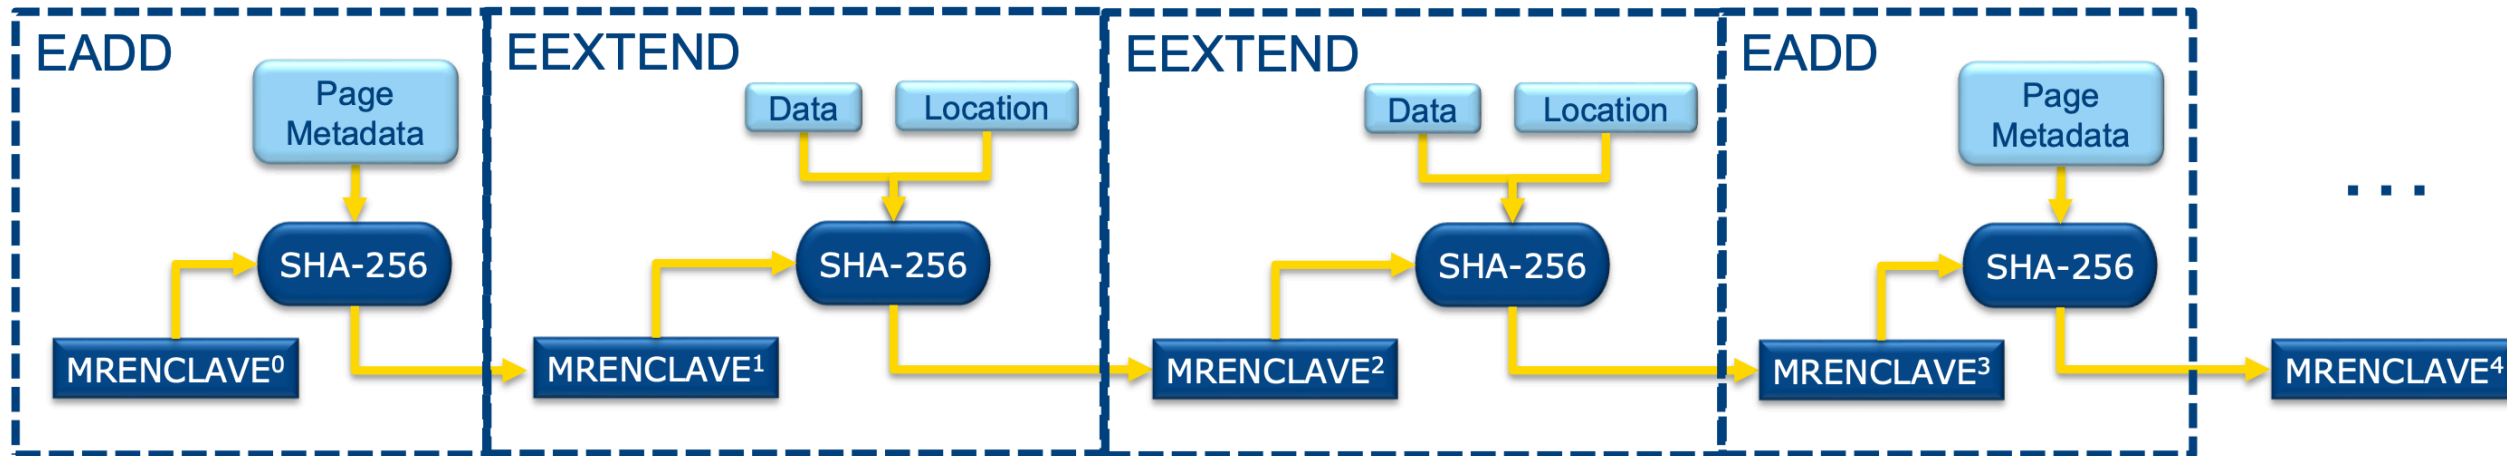 EADD
Page
Metadata
SHA-256
MRENCLAVE⁰
EEXTEND
Data
Location
SHA-256
MRENCLAVE¹
EEXTEND
Data
Location
SHA-256
MRENCLAVE²
EADD
Page
Metadata
SHA-256
MRENCLAVE³
...
MRENCLAVE⁴